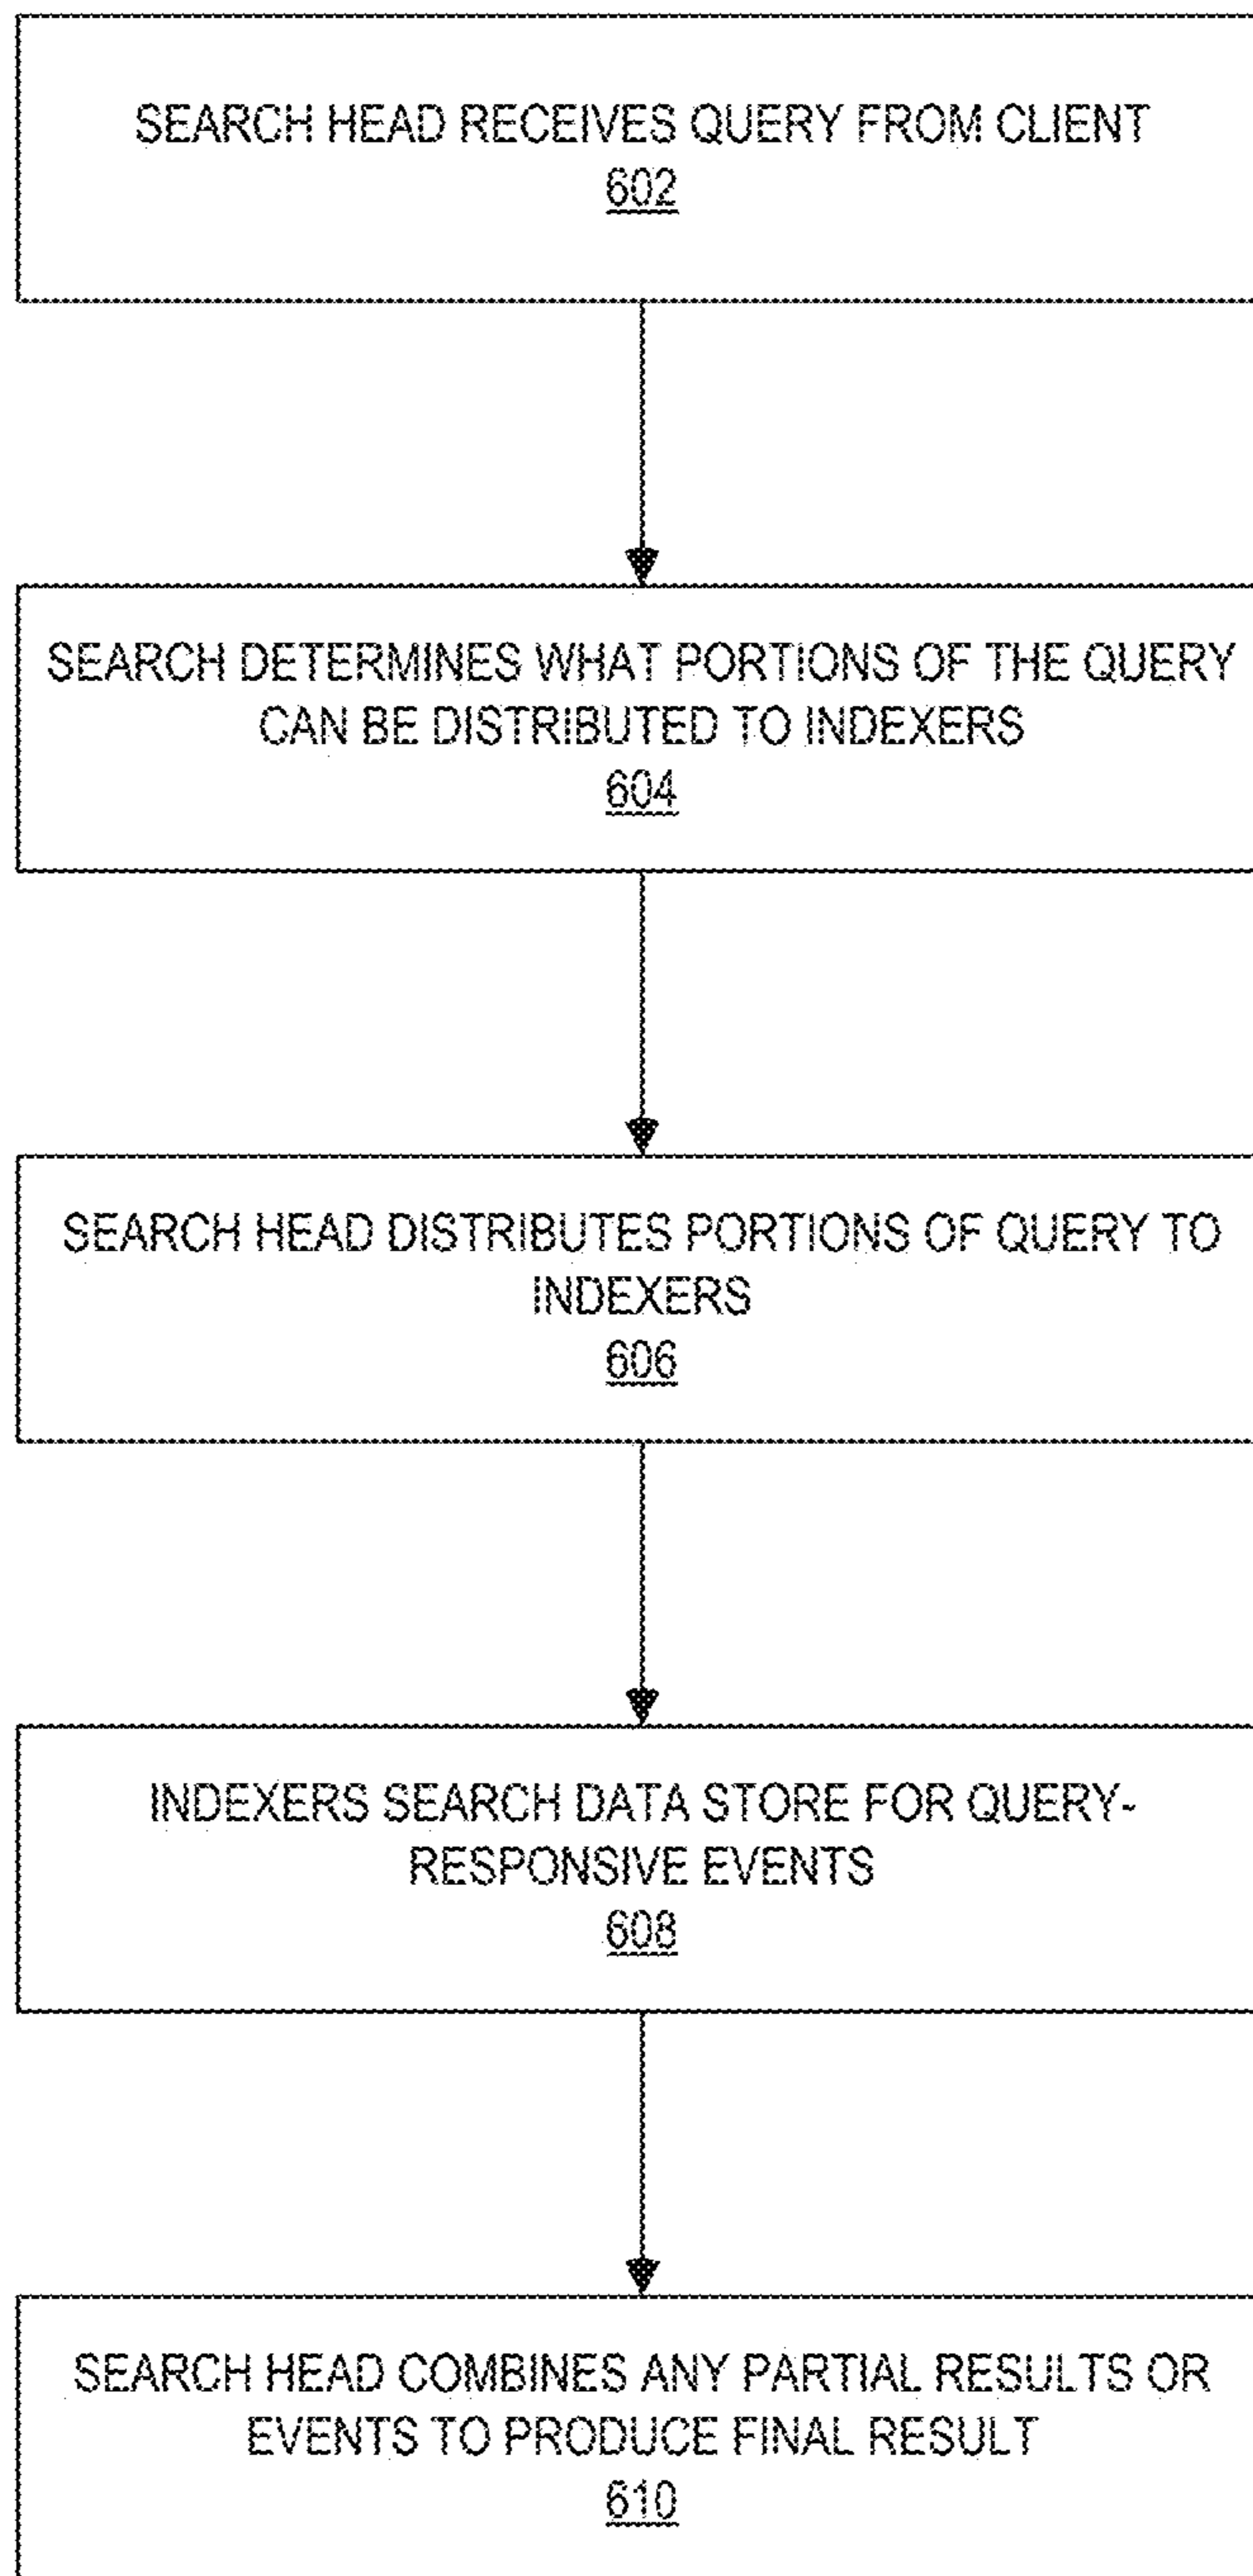 SEARCH HEAD RECEIVES QUERY FROM CLIENT
602
SEARCH DETERMINES WHAT PORTIONS OF THE QUERY
CAN BE DISTRIBUTED TO INDEXERS
604
SEARCH HEAD DISTRIBUTES PORTIONS OF QUERY TO
INDEXERS
606
INDEXERS SEARCH DATA STORE FOR QUERY-
RESPONSIVE EVENTS
608
SEARCH HEAD COMBINES ANY PARTIAL RESULTS OR
EVENTS TO PRODUCE FINAL RESULT
610